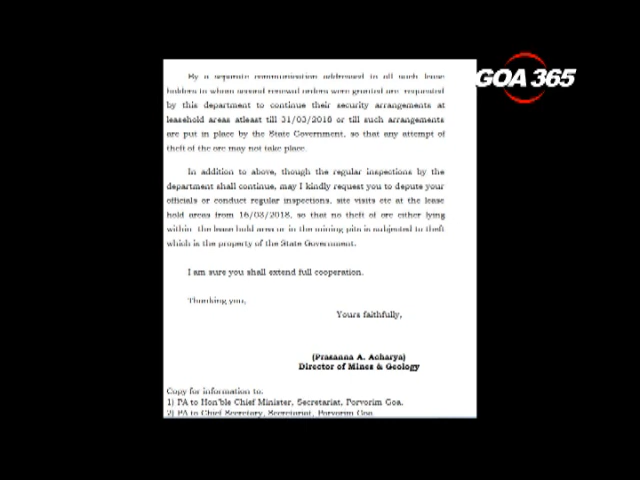 GOA 365
By a separate communication addressed to all such lease
holders to whom second renewal orders were granted are requested
by this department to continue their security arrangements at
leasehold areas atleast till 31/03/2018 or till such arrangements
are put in place by the State Government, so that any attempt of
theft of the ore may not take place.
In addition to above, though the regular inspections by the
department shall continue, may I kindly request you to depute your
officials or conduct regular inspections, site visits etc at the lease
hold areas from 16/03/2018, so that no theft of ore either lying
within the lease hold area or in the mining pits is subjected to theft
which is the property of the State Government.
I am sure you shall extend full cooperation.
Thanking you,
Yours faithfully,
(Prasanna A. Acharya)
Director of Mines & Geology
Copy for information to:
1) PA to Hon'ble Chief Minister, Secretariat, Porvorim Goa.
2) PA to Chief Secretary, Secretariat, Porvorim Goa